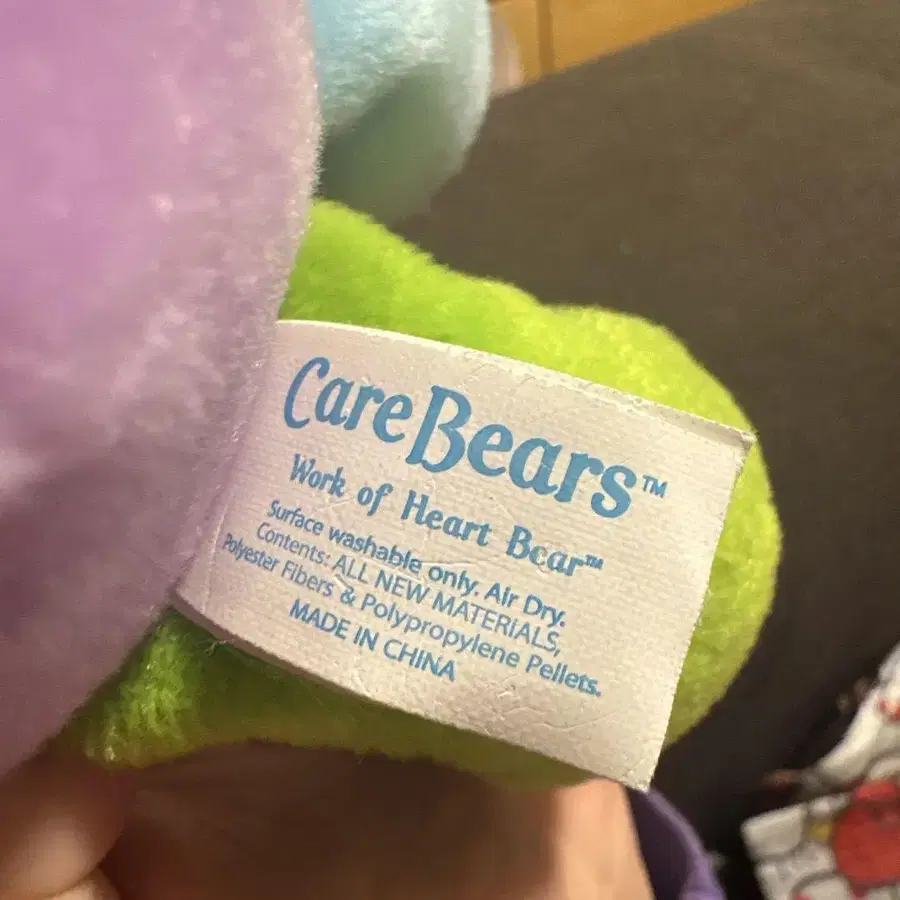 Care Bears™
Work of Heart Bear™
Surface washable only. Air Dry.
Contents: ALL NEW MATERIALS,
Polyester Fibers & Polypropylene Pellets.
MADE IN CHINA